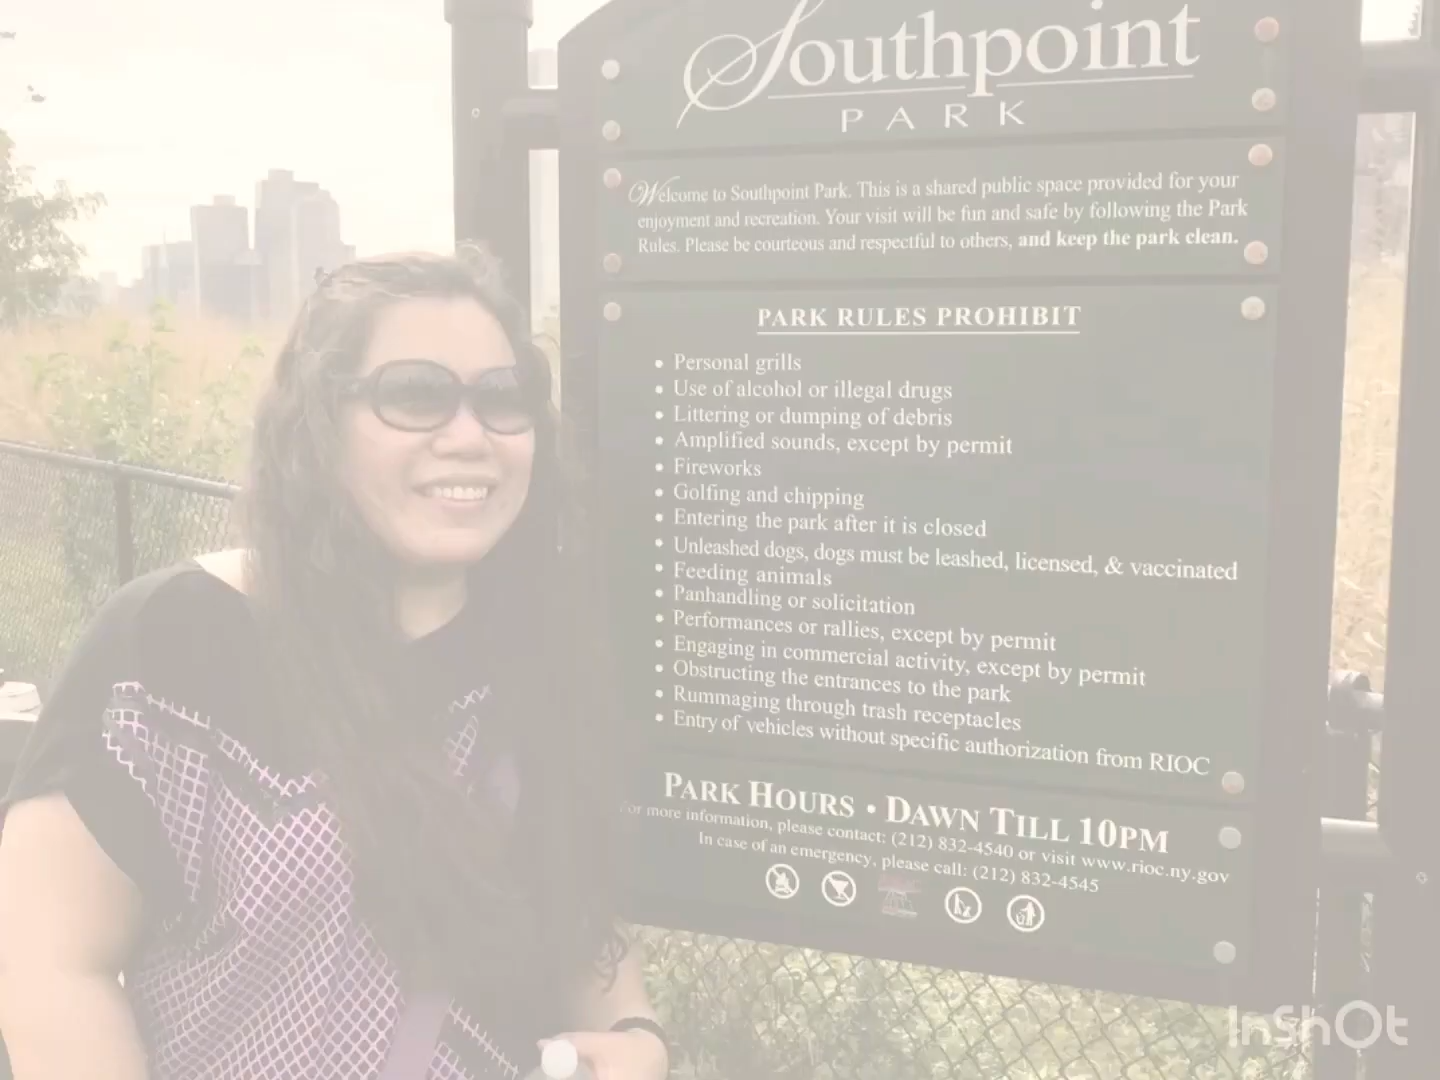 Southpoint
PARK
Welcome to Southpoint Park. This is a shared public space provided for your
enjoyment and recreation. Your visit will be fun and safe by following the Park
Rules. Please be courteous and respectful to others, and keep the park clean.
PARK RULES PROHIBIT
• Personal grills
• Use of alcohol or illegal drugs
• Littering or dumping of debris
• Amplified sounds, except by permit
• Fireworks
• Golfing and chipping
• Entering the park after it is closed
• Unleashed dogs, dogs must be leashed, licensed, & vaccinated
• Feeding animals
• Panhandling or solicitation
• Performances or rallies, except by permit
• Engaging in commercial activity, except by permit
• Obstructing the entrances to the park
• Rummaging through trash receptacles
• Entry of vehicles without specific authorization from RIOC
PARK HOURS • DAWN TILL 10PM
For more information, please contact: (212) 832-4540 or visit www.rioc.ny.gov
In case of an emergency, please call: (212) 832-4545
InShOt